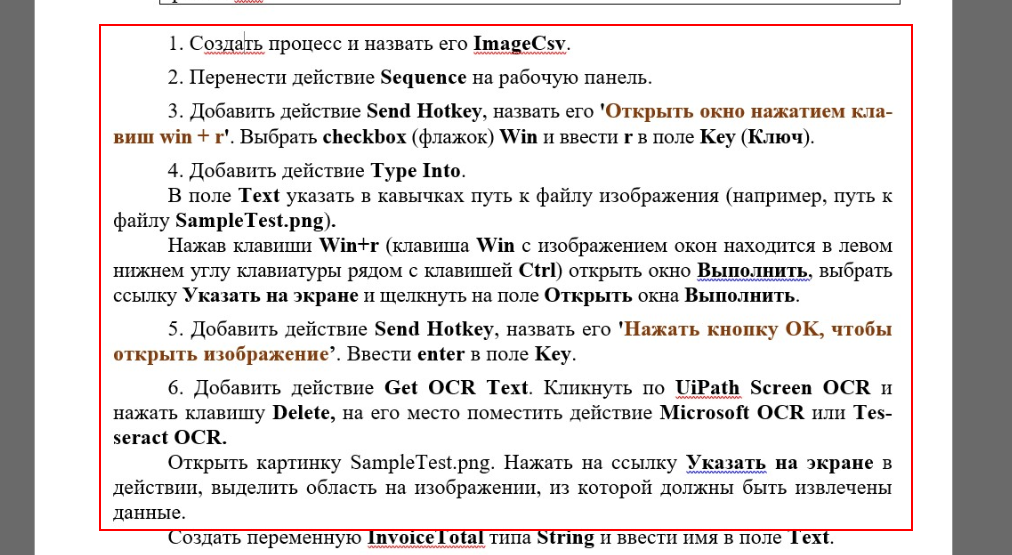 1. Создать процесс и назвать его ImageCsv.
2. Перенести действие Sequence на рабочую панель.
3. Добавить действие Send Hotkey, назвать его 'Открыть окно нажатием кла-
виш win + r'. Выбрать checkbox (флажок) Win и ввести r в поле Key (Ключ).
4. Добавить действие Type Into.
В поле Text указать в кавычках путь к файлу изображения (например, путь к
файлу SampleTest.png).
Нажав клавиши Win+r (клавиша Win с изображением окон находится в левом
нижнем углу клавиатуры рядом с клавишей Ctrl) открыть окно Выполнить, выбрать
ссылку Указать на экране и щелкнуть на поле Открыть окна Выполнить.
5. Добавить действие Send Hotkey, назвать его 'Нажать кнопку OK, чтобы
открыть изображение’. Ввести enter в поле Key.
6. Добавить действие Get OCR Text. Кликнуть по UiPath Screen OCR и
нажать клавишу Delete, на его место поместить действие Microsoft OCR или Tes-
seract OCR.
Открыть картинку SampleTest.png. Нажать на ссылку Указать на экране в
действии, выделить область на изображении, из которой должны быть извлечены
данные.
Создать переменную InvoiceTotal типа String и ввести имя в поле Text.